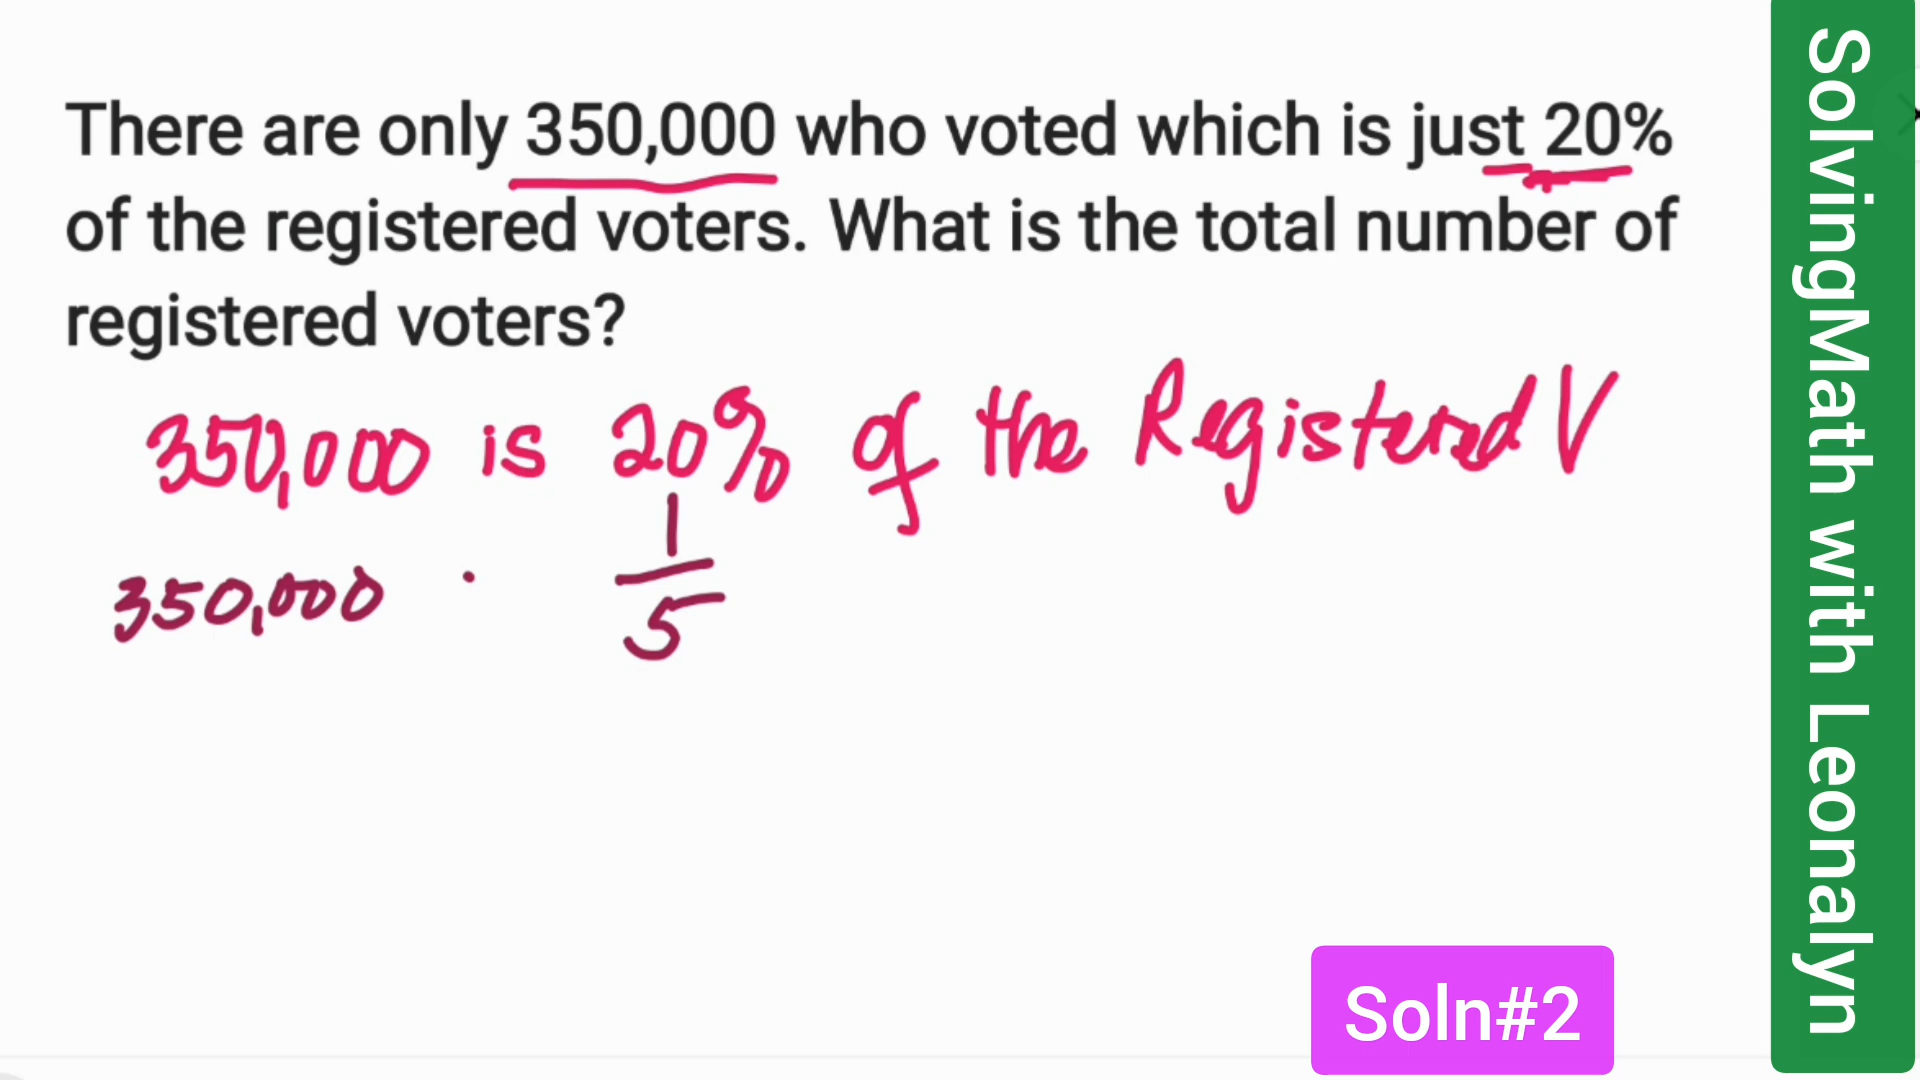 There are only 350,000 who voted which is just 20%
of the registered voters. What is the total number of
registered voters?
350,000 is 20% of the Registered V
350,000 · 1/5
Soln#2
SolvingMath with Leonalyn